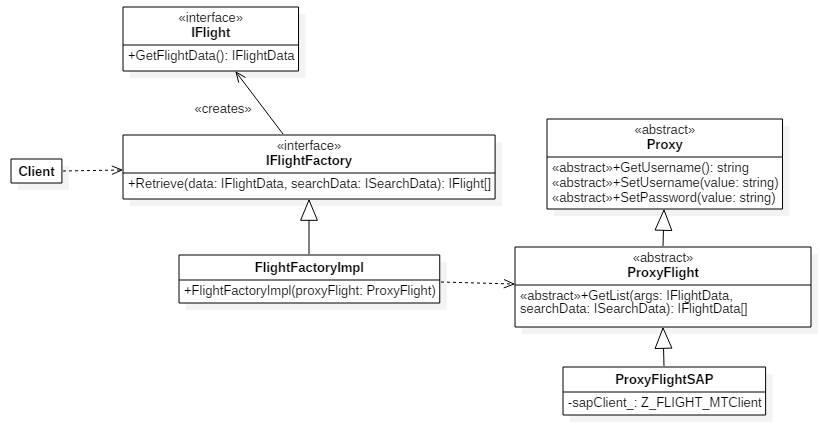 «interface»
IFlight
+GetFlightData(): IFlightData
«creates»
«interface»
IFlightFactory
+Retrieve(data: IFlightData, searchData: ISearchData): IFlight[]
Client
«abstract»
Proxy
«abstract»+GetUsername(): string
«abstract»+SetUsername(value: string)
«abstract»+SetPassword(value: string)
FlightFactoryImpl
+FlightFactoryImpl(proxyFlight: ProxyFlight)
«abstract»
ProxyFlight
«abstract»+GetList(args: IFlightData,
searchData: ISearchData): IFlightData[]
ProxyFlightSAP
-sapClient_: Z_FLIGHT_MTClient